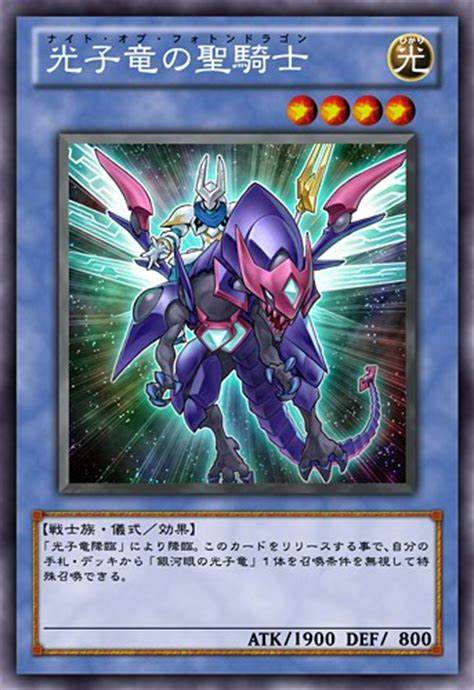 ナイト・オブ・フォトンドラゴン
光子竜の聖騎士
ひかり
光
【戦士族・儀式／効果】
「光子竜降臨」により降臨。このカードをリリースする事で、自分の
手札・デッキから「銀河眼の光子竜」１体を召喚条件を無視して特
殊召喚できる。
ATK/1900 DEF/ 800